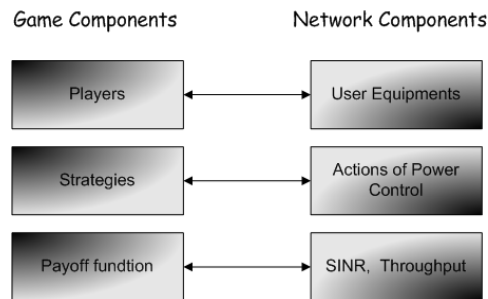 Game Components
Network Components
Players
User Equipments
Strategies
Actions of Power
Control
Payoff fundtion
SINR, Throughput